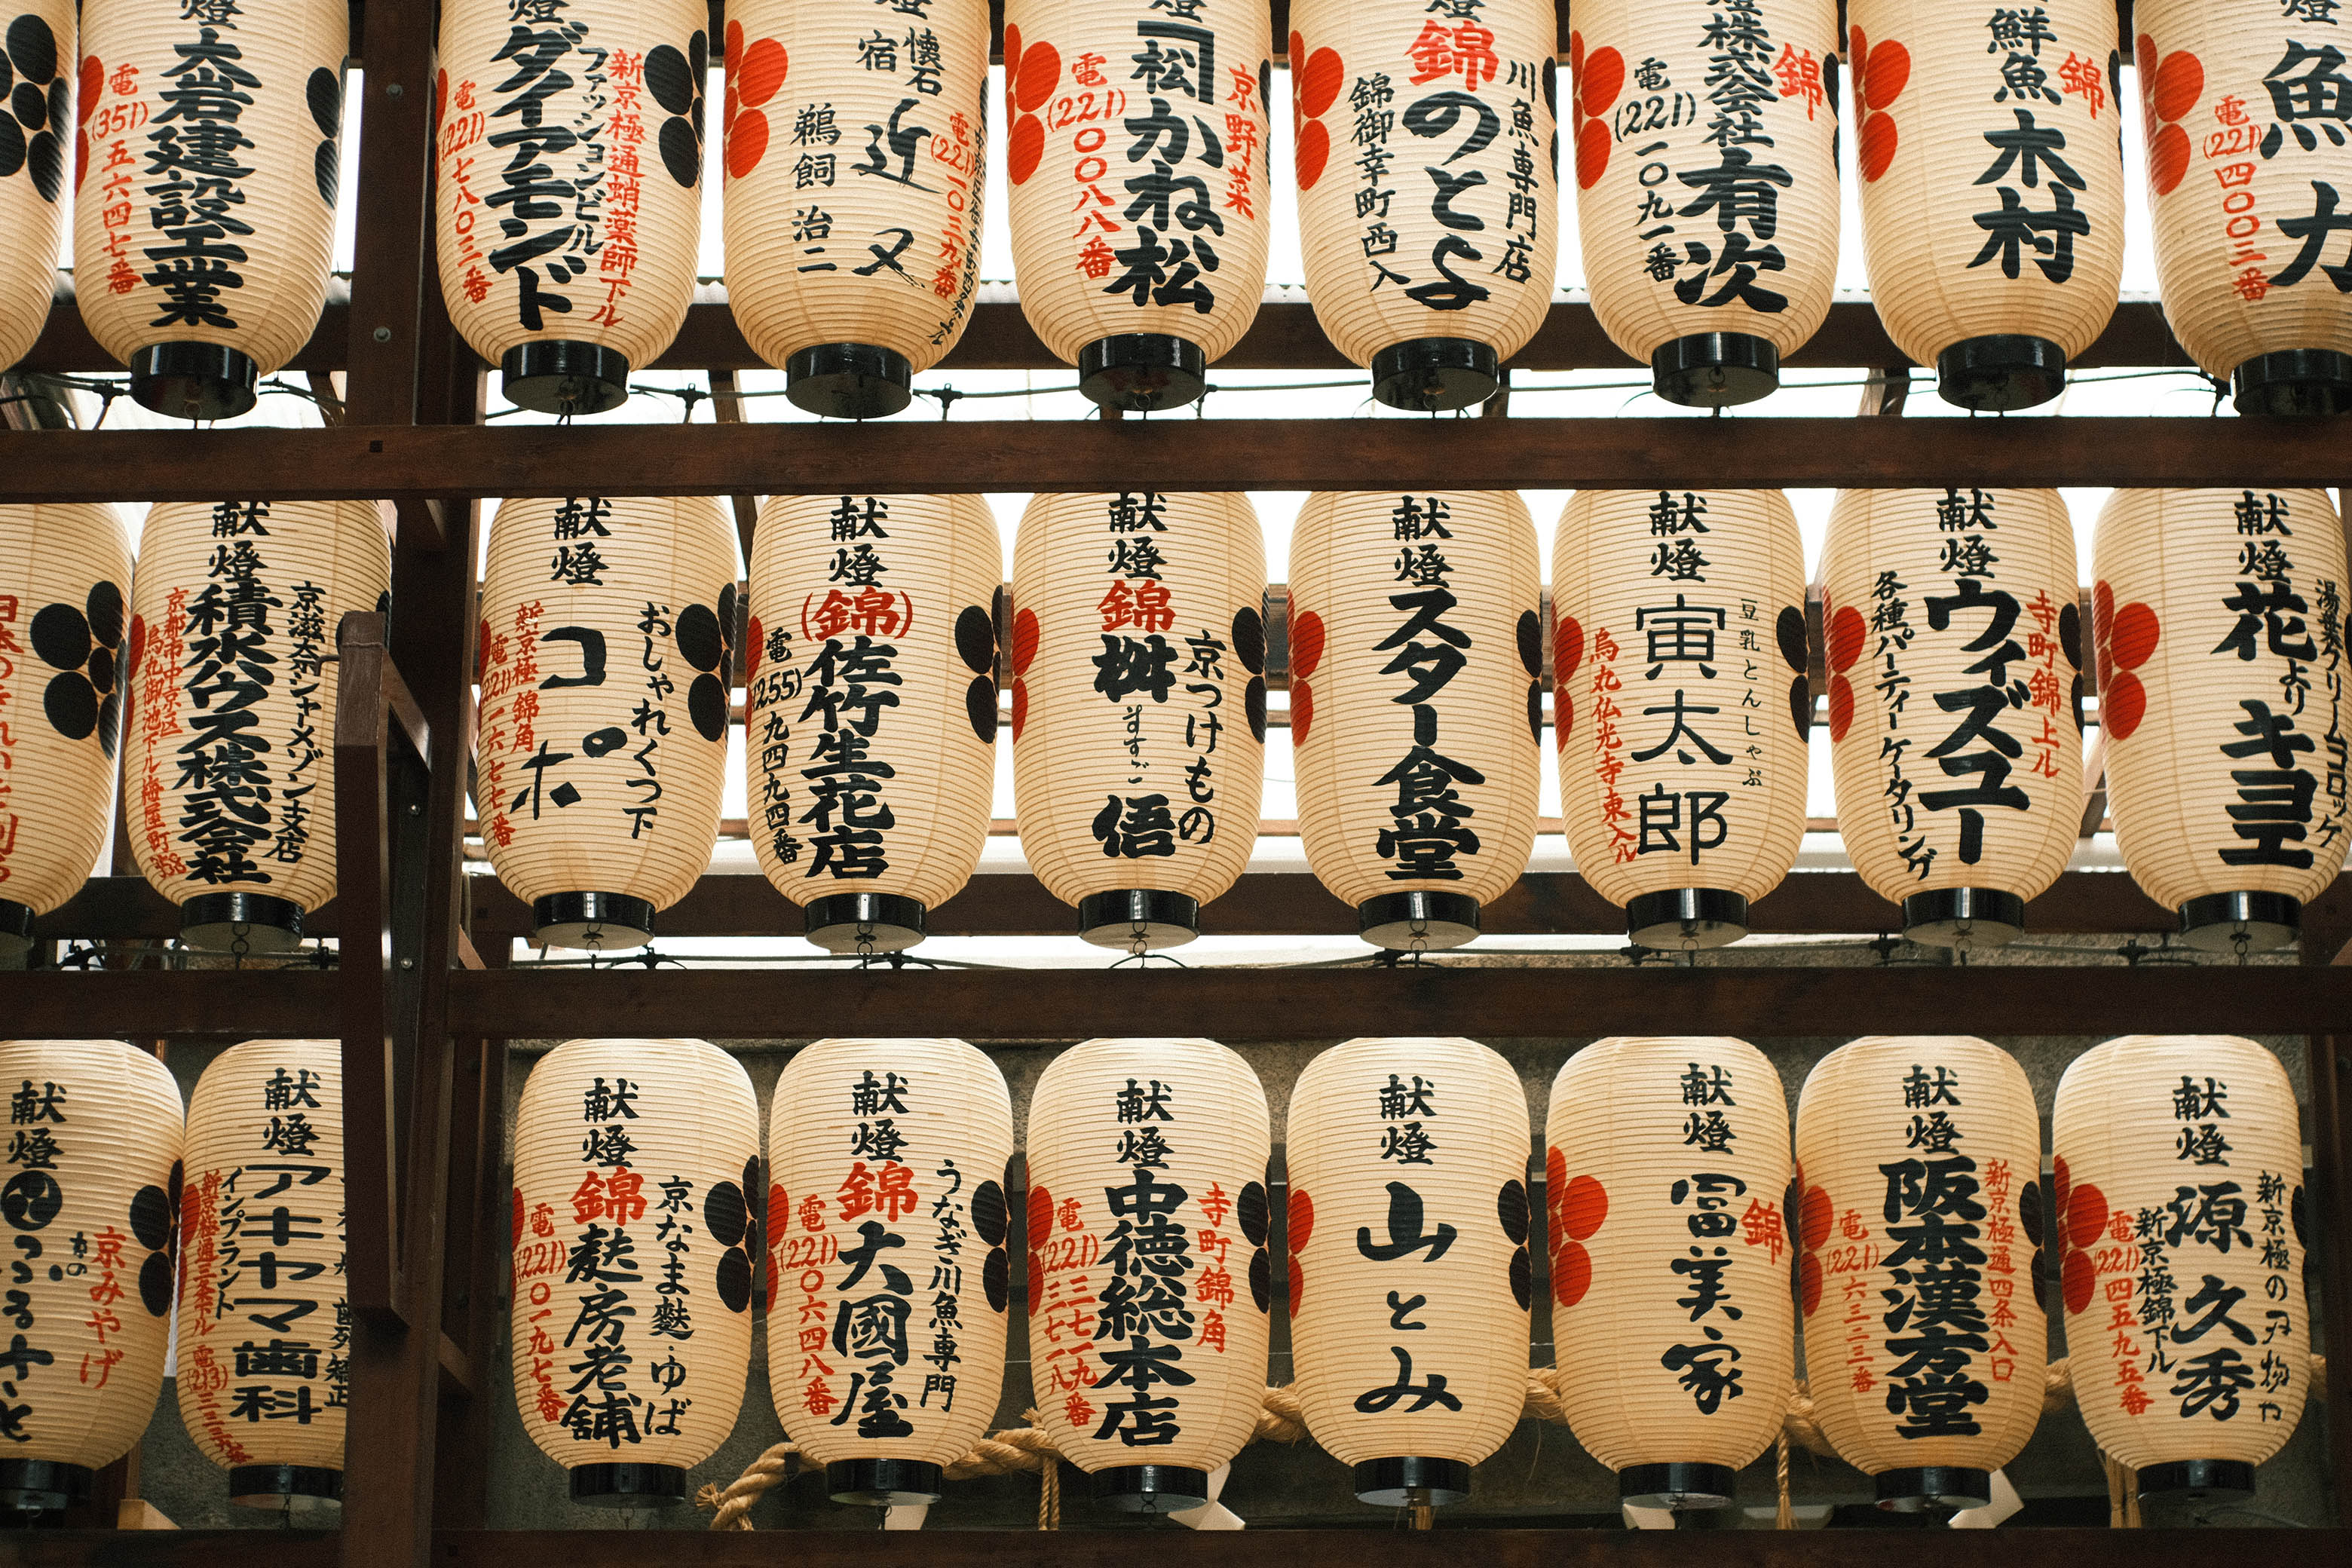 燈
大岩建設工業
電(351)五六四七番
燈
新京極通蛸薬師下ル
ファッションビル
ダイアモンド
電(221)七八〇三番
燈
電(221)一〇三九番
懐石
宿
近又
鵜飼治二
燈
京野菜
松
かね松
電(221)〇〇八八番
燈
川魚専門店
錦
のとよ
錦御幸町西入
燈
錦
株式会社
有次
電(221)一〇九一番
錦
鮮魚
木村
燈
魚力
電(221)四〇〇三番
献燈
京滋大阪シャーメゾン支店
積水ハウス株式会社
京都市中京区
烏丸御池下ル梅屋町358
献燈
おしゃれくつ下
コポ
新京極錦角
電(221)一六七七番
献燈
(錦)
佐竹生花店
電(255)九四九四番
献燈
錦
京つけもの
桝
ますご
悟
献燈
スター食堂
献燈
豆乳とんしゃぶ
寅太郎
烏丸仏光寺東入ル
献燈
寺町錦上ル
ウィズユー
各種パーティーケータリング
献燈
湯葉クリームコロッケ
花より
キヨエ
献燈
京みやげ
献燈
アキヤマ歯科
インプラント
献燈
錦
京なま麩・ゆば
麩房老舗
電(221)〇一九七番
献燈
錦
うなぎ川魚専門
大國屋
電(221)〇六四八番
献燈
寺町錦角
中徳総本店
電(221)三七一九番
三七一八
献燈
山とみ
献燈
錦
冨美家
献燈
新京極通四条入口
阪本漢方堂
電(221)六三三三番
献燈
新京極の刃物や
源久秀
新京極錦下ル
電(221)四五九五番